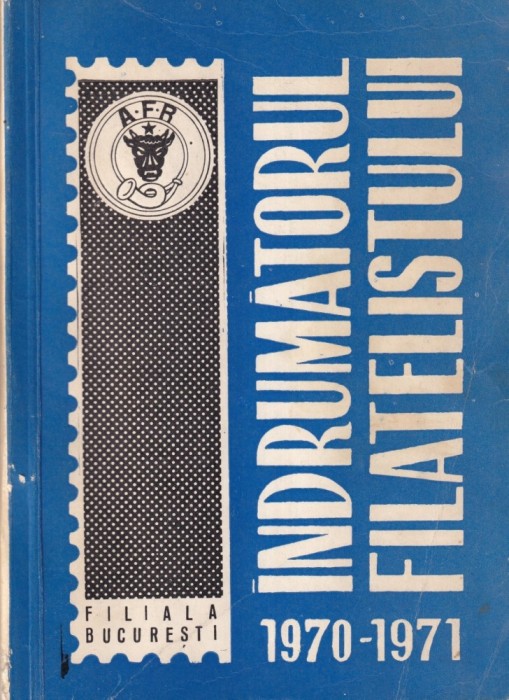 A·F·R
ÎNDRUMĂTORUL
FILATELISTULUI
1970-1971
FILIALA
BUCUREȘTI